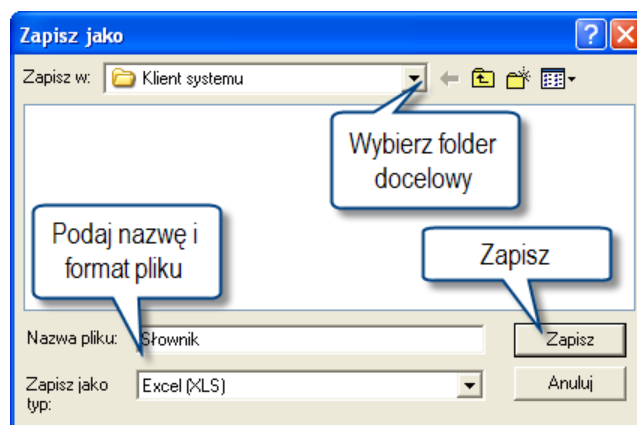 Zapisz jako
Zapisz w: Klient systemu
Wybierz folder
docelowy
Podaj nazwę i
format pliku
Zapisz
Nazwa pliku: Słownik Zapisz
Zapisz jako
typ: Excel (XLS) Anuluj